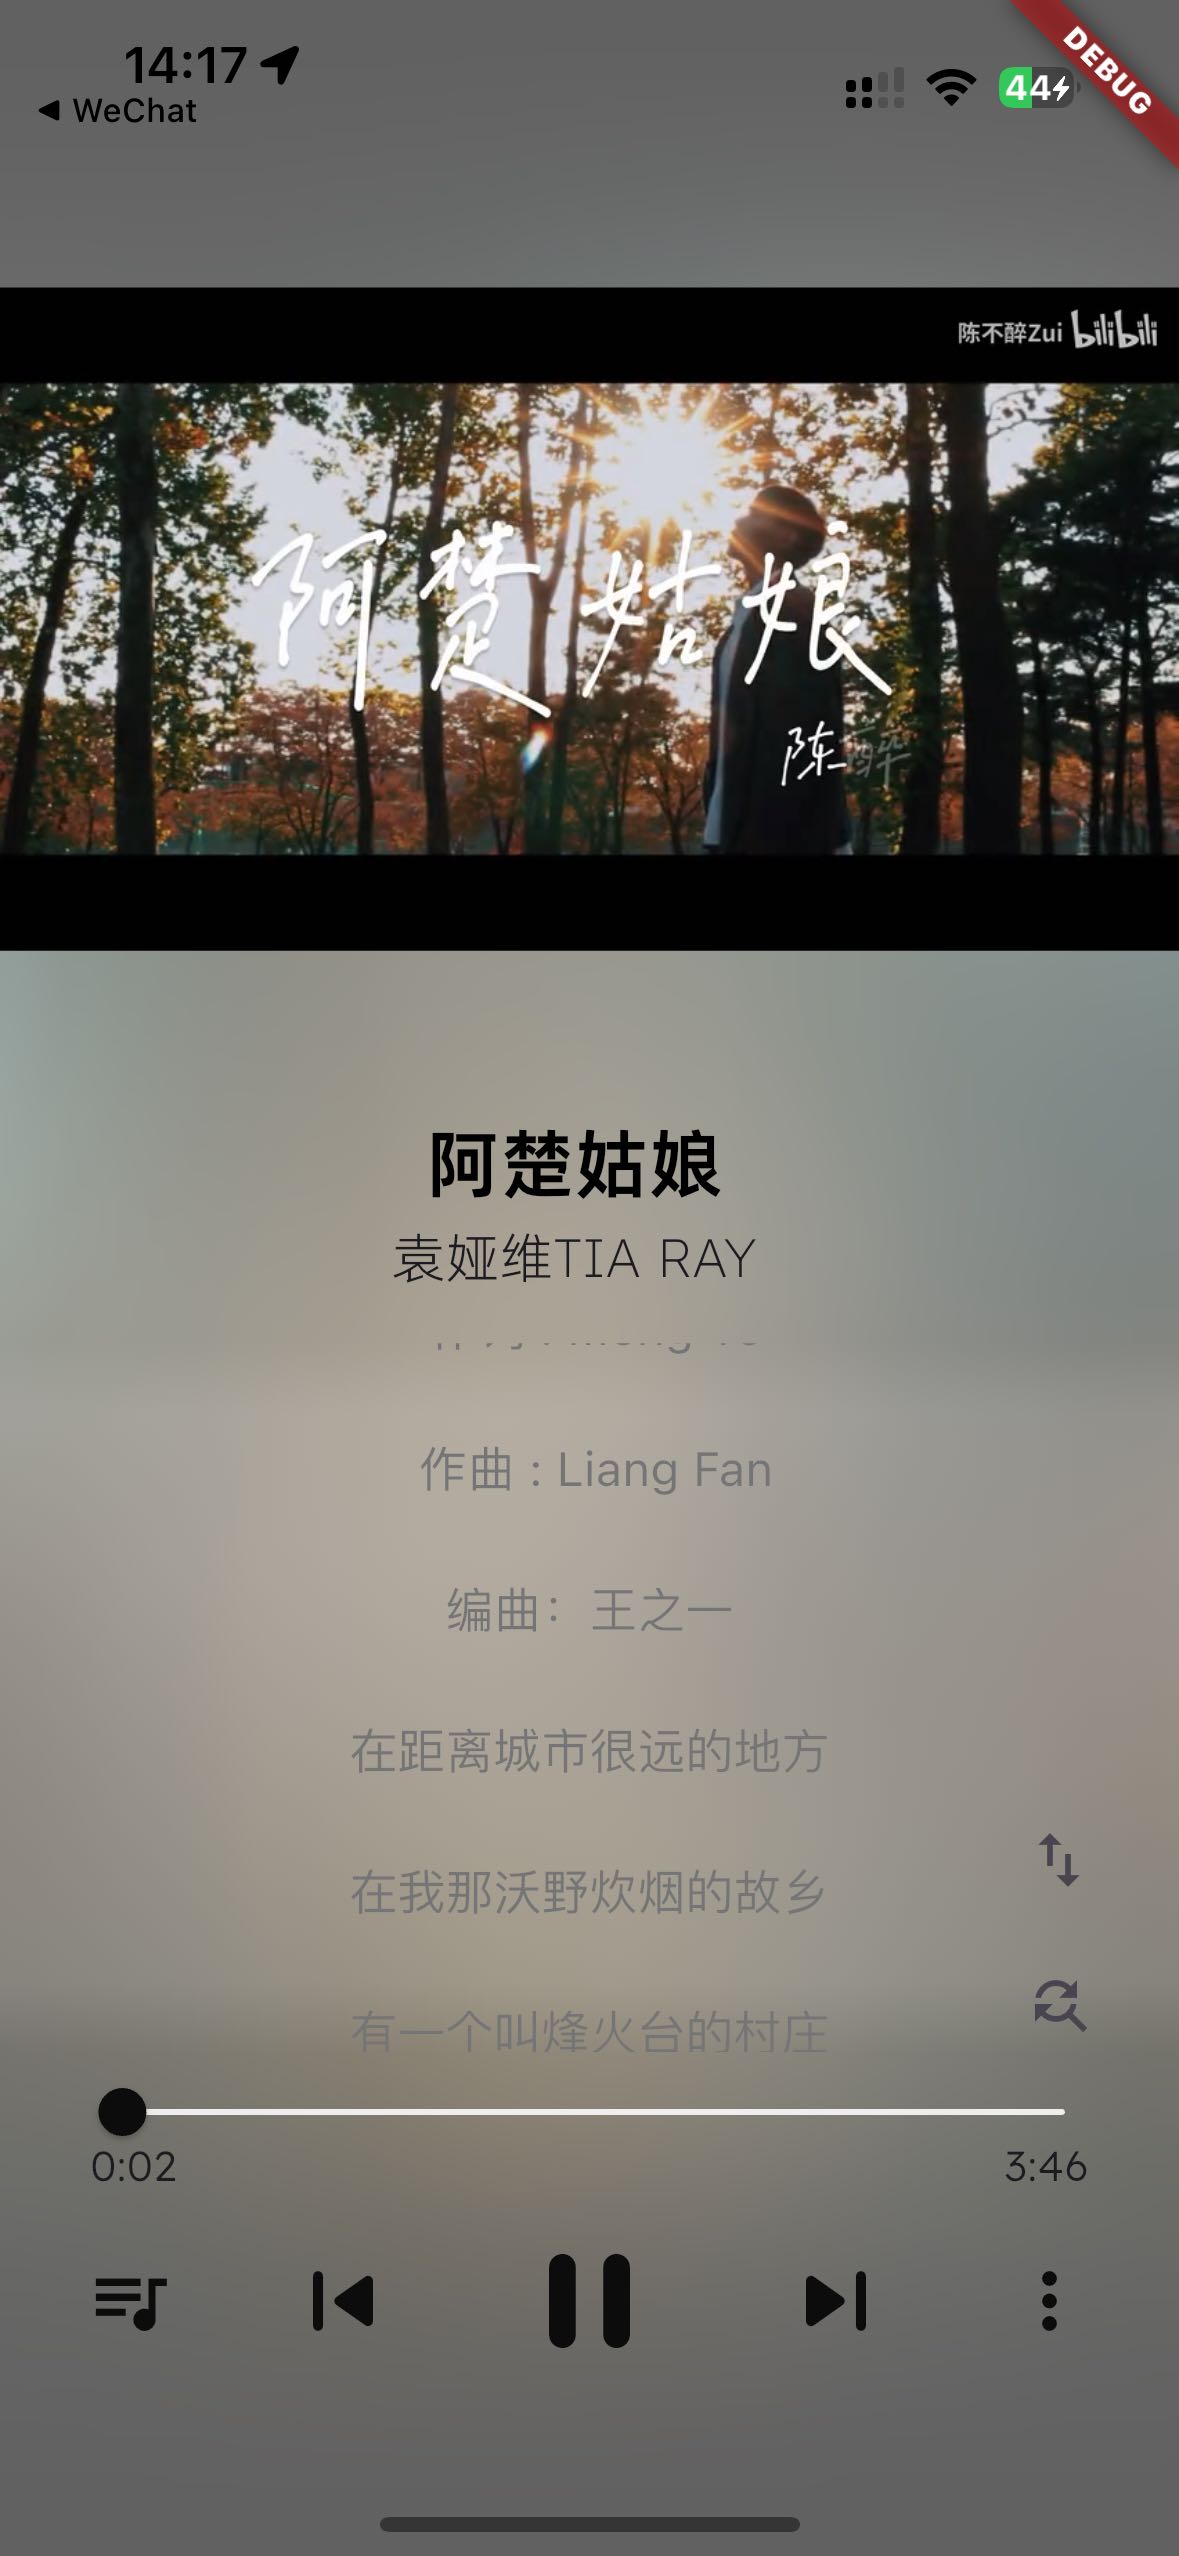 14:17
WeChat
44
DEBUG
陈不醉Zui bilibili
阿楚姑娘
陈 醉
阿楚姑娘
袁娅维TIA RAY
作曲 : Liang Fan
编曲：王之一
在距离城市很远的地方
在我那沃野炊烟的故乡
有一个叫烽火台的村庄
0:02
3:46